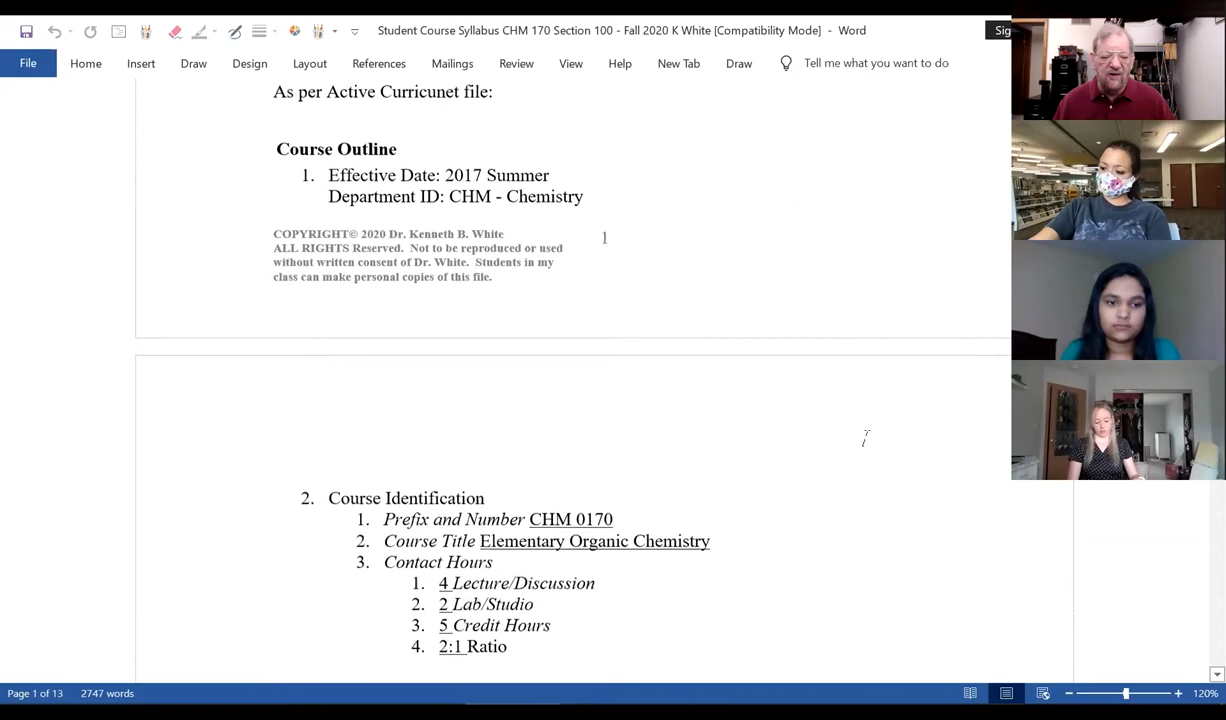 Student Course Syllabus CHM 170 Section 100 - Fall 2020 K White [Compatibility Mode] - Word
File Home Insert Draw Design Layout References Mailings Review View Help New Tab Draw Tell me what you want to do
As per Active Curricunet file:
Course Outline
1. Effective Date: 2017 Summer
Department ID: CHM - Chemistry
COPYRIGHT© 2020 Dr. Kenneth B. White
ALL RIGHTS Reserved. Not to be reproduced or used
without written consent of Dr. White. Students in my
class can make personal copies of this file.
1
2. Course Identification
1. Prefix and Number CHM 0170
2. Course Title Elementary Organic Chemistry
3. Contact Hours
1. 4 Lecture/Discussion
2. 2 Lab/Studio
3. 5 Credit Hours
4. 2:1 Ratio
Page 1 of 13 2747 words 120%